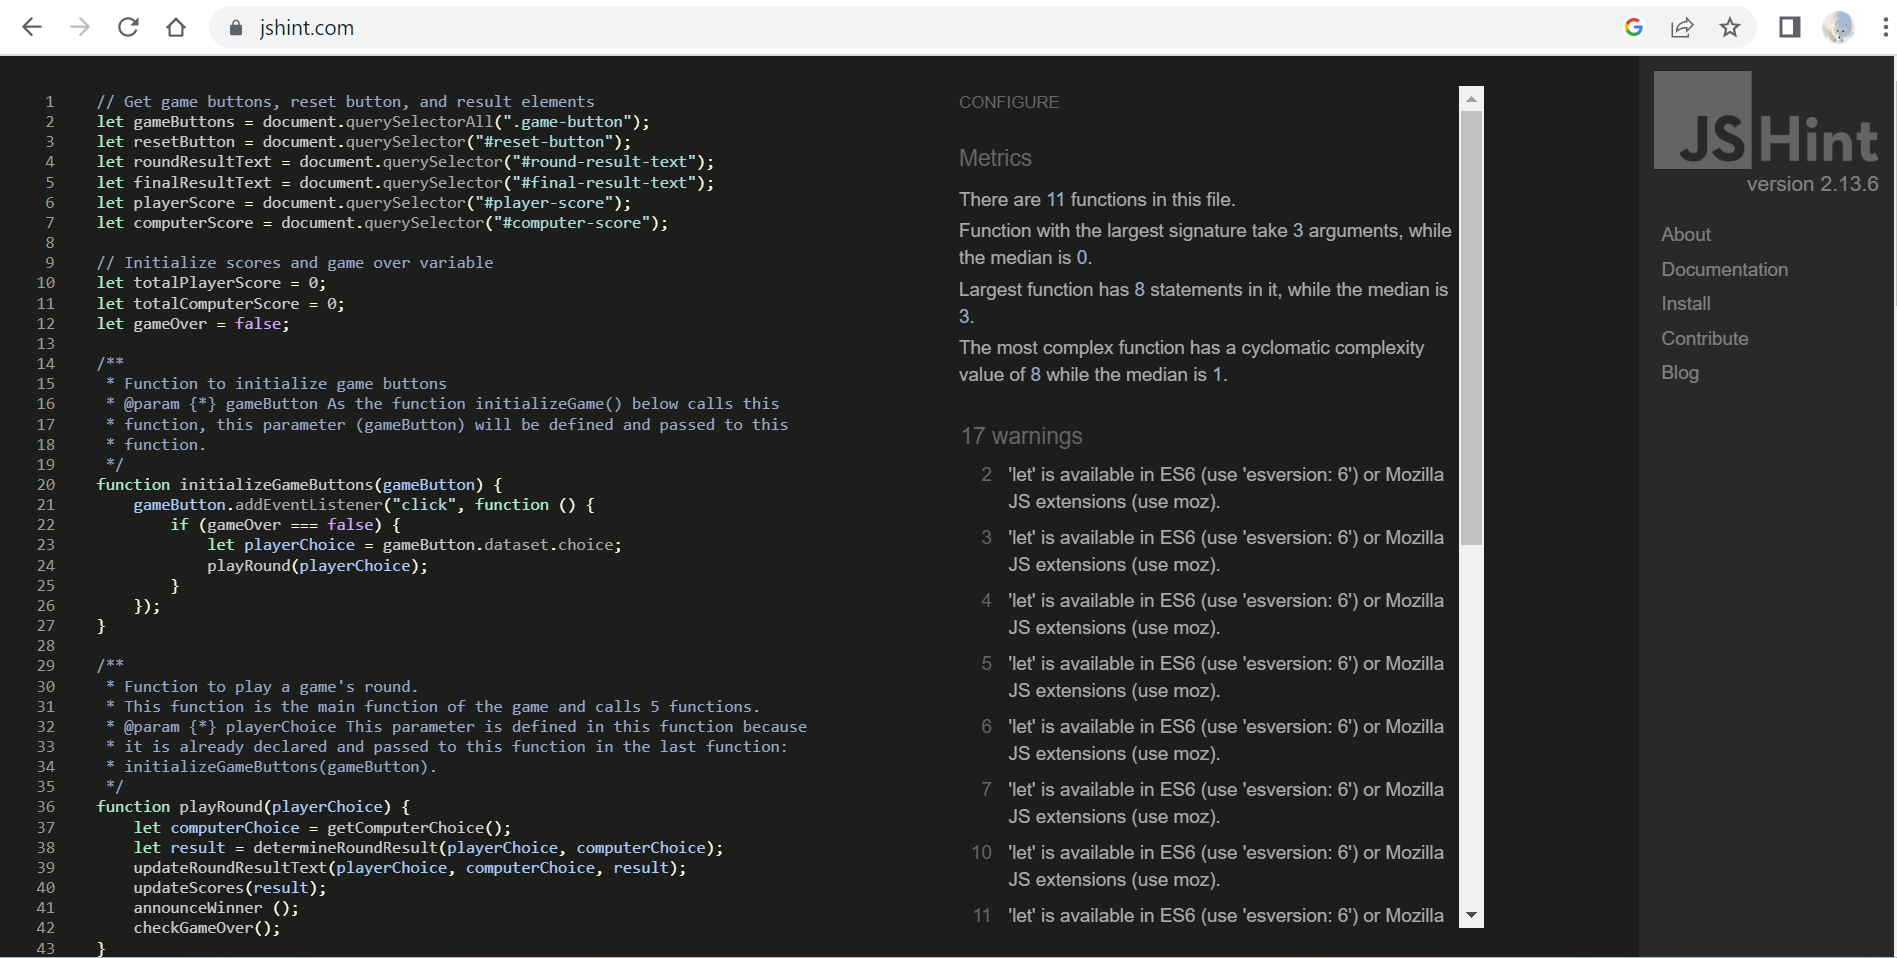 jshint.com
1 // Get game buttons, reset button, and result elements
2 let gameButtons = document.querySelectorAll(".game-button");
3 let resetButton = document.querySelector("#reset-button");
4 let roundResultText = document.querySelector("#round-result-text");
5 let finalResultText = document.querySelector("#final-result-text");
6 let playerScore = document.querySelector("#player-score");
7 let computerScore = document.querySelector("#computer-score");
8
9 // Initialize scores and game over variable
10 let totalPlayerScore = 0;
11 let totalComputerScore = 0;
12 let gameOver = false;
13
14 /**
15 * Function to initialize game buttons
16 * @param {*} gameButton As the function initializeGame() below calls this
17 * function, this parameter (gameButton) will be defined and passed to this
18 * function.
19 */
20 function initializeGameButtons(gameButton) {
21 gameButton.addEventListener("click", function () {
22 if (gameOver === false) {
23 let playerChoice = gameButton.dataset.choice;
24 playRound(playerChoice);
25 }
26 });
27 }
28
29 /**
30 * Function to play a game's round.
31 * This function is the main function of the game and calls 5 functions.
32 * @param {*} playerChoice This parameter is defined in this function because
33 * it is already declared and passed to this function in the last function:
34 * initializeGameButtons(gameButton).
35 */
36 function playRound(playerChoice) {
37 let computerChoice = getComputerChoice();
38 let result = determineRoundResult(playerChoice, computerChoice);
39 updateRoundResultText(playerChoice, computerChoice, result);
40 updateScores(result);
41 announceWinner ();
42 checkGameOver();
43 }
CONFIGURE
Metrics
There are 11 functions in this file.
Function with the largest signature take 3 arguments, while
the median is 0.
Largest function has 8 statements in it, while the median is
3.
The most complex function has a cyclomatic complexity
value of 8 while the median is 1.
17 warnings
2 'let' is available in ES6 (use 'esversion: 6') or Mozilla
JS extensions (use moz).
3 'let' is available in ES6 (use 'esversion: 6') or Mozilla
JS extensions (use moz).
4 'let' is available in ES6 (use 'esversion: 6') or Mozilla
JS extensions (use moz).
5 'let' is available in ES6 (use 'esversion: 6') or Mozilla
JS extensions (use moz).
6 'let' is available in ES6 (use 'esversion: 6') or Mozilla
JS extensions (use moz).
7 'let' is available in ES6 (use 'esversion: 6') or Mozilla
JS extensions (use moz).
10 'let' is available in ES6 (use 'esversion: 6') or Mozilla
JS extensions (use moz).
11 'let' is available in ES6 (use 'esversion: 6') or Mozilla
JSHint
version 2.13.6
About
Documentation
Install
Contribute
Blog